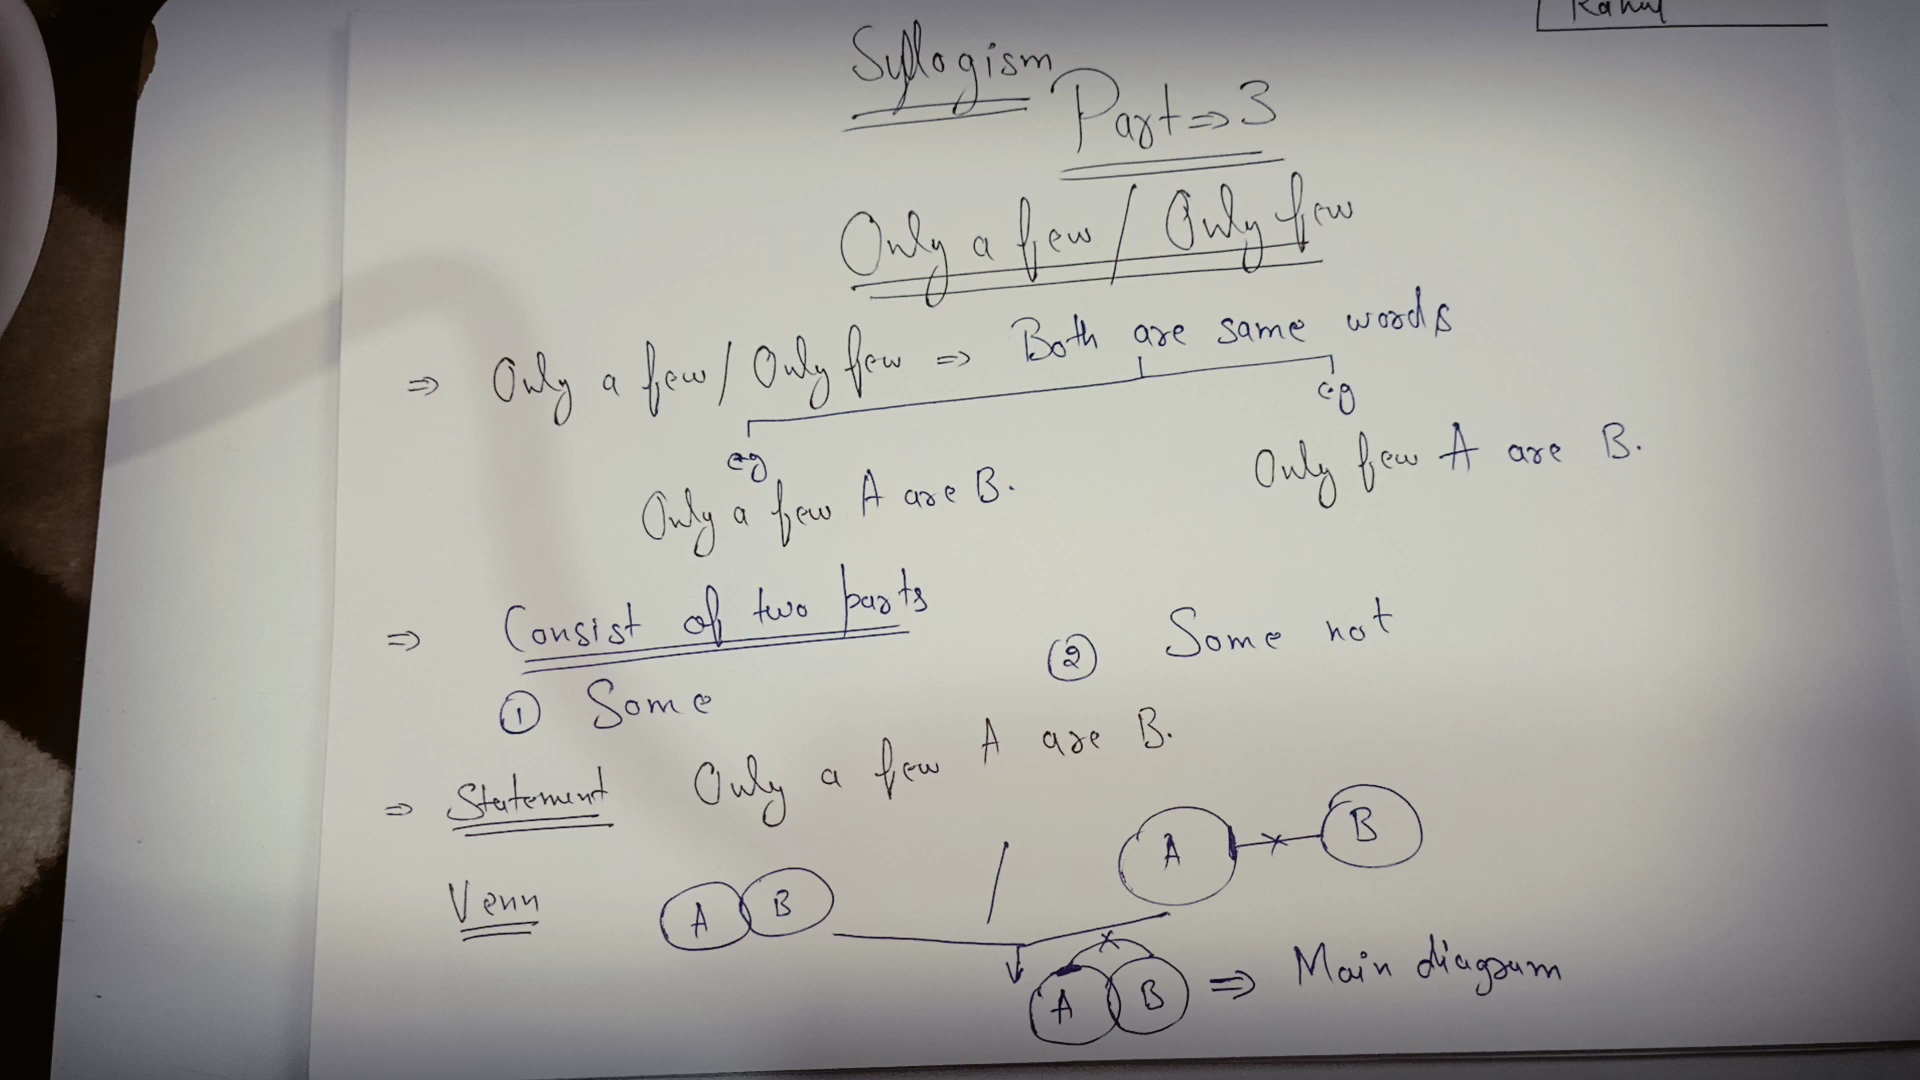 Rahul
Syllogism
Part => 3
Only a few / Only few
=> Only a few / Only few => Both are same words
eg
eg
Only a few A are B.
Only few A are B.
=> Consist of two parts
① Some
② Some not
=> Statement Only a few A are B.
Venn
A B / A × B
×
A B => Main diagram